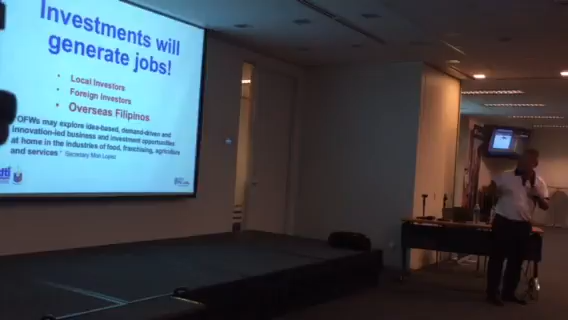 Investments will
generate jobs!
• Local Investors
• Foreign Investors
• Overseas Filipinos
"OFWs may explore idea-based, demand-driven and
innovation-led business and investment opportunities
at home in the industries of food, franchising, agriculture
and services." Secretary Mon Lopez
dti